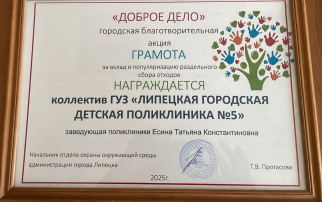 «ДОБРОЕ ДЕЛО»
городская благотворительная
акция
ГРАМОТА
за вклад в популяризацию раздельного
сбора отходов
НАГРАЖДАЕТСЯ
коллектив ГУЗ «ЛИПЕЦКАЯ ГОРОДСКАЯ
ДЕТСКАЯ ПОЛИКЛИНИКА №5»
заведующая поликлиники Есина Татьяна Константиновна
Начальник отдела охраны окружающей среды
администрации города Липецка
Т.В. Протасова
2025г.